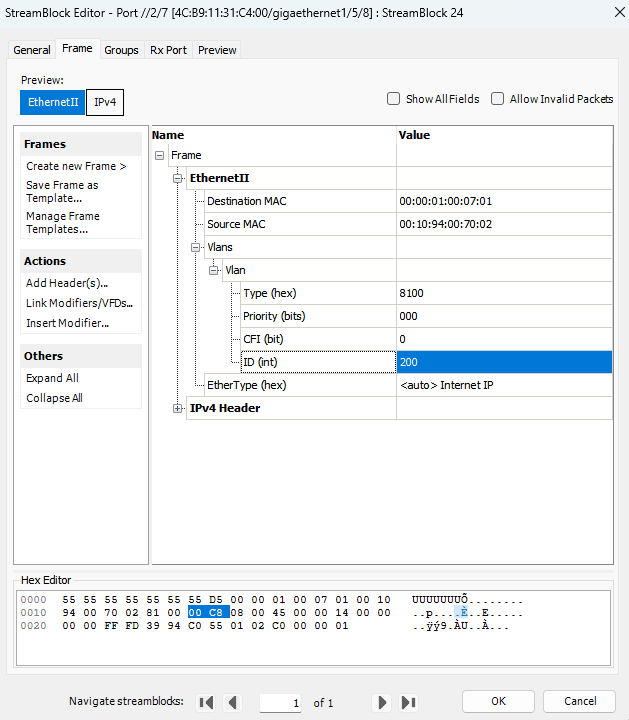 StreamBlock Editor - Port //2/7 [4C:B9:11:31:C4:00/gigaethernet1/5/8] : StreamBlock 24
General Frame Groups Rx Port Preview
Preview:
EthernetII IPv4
Show All Fields Allow Invalid Packets
Frames
Create new Frame >
Save Frame as
Template...
Manage Frame
Templates...
Actions
Add Header(s)...
Link Modifiers/VFDs...
Insert Modifier...
Others
Expand All
Collapse All
Name Value
Frame
EthernetII
Destination MAC 00:00:01:00:07:01
Source MAC 00:10:94:00:70:02
Vlans
Vlan
Type (hex) 8100
Priority (bits) 000
CFI (bit) 0
ID (int) 200
EtherType (hex) <auto> Internet IP
IPv4 Header
Hex Editor
0000 55 55 55 55 55 55 55 D5 00 00 01 00 07 01 00 10 UUUUUUUÕ........
0010 94 00 70 02 81 00 00 C8 08 00 45 00 00 14 00 00 ..p....È..E.....
0020 00 00 FF FD 39 94 C0 55 01 02 C0 00 00 01 ..ÿý9.ÀU..À...
Navigate streamblocks: 1 of 1
OK Cancel